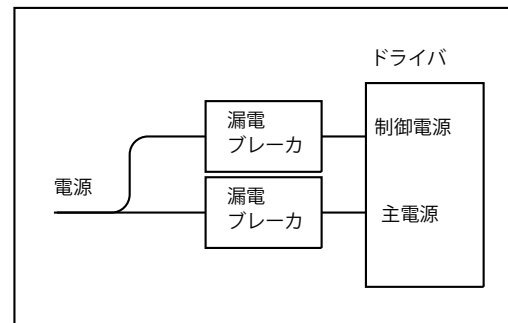 ドライバ
漏電
ブレーカ
制御電源
電源
漏電
ブレーカ
主電源